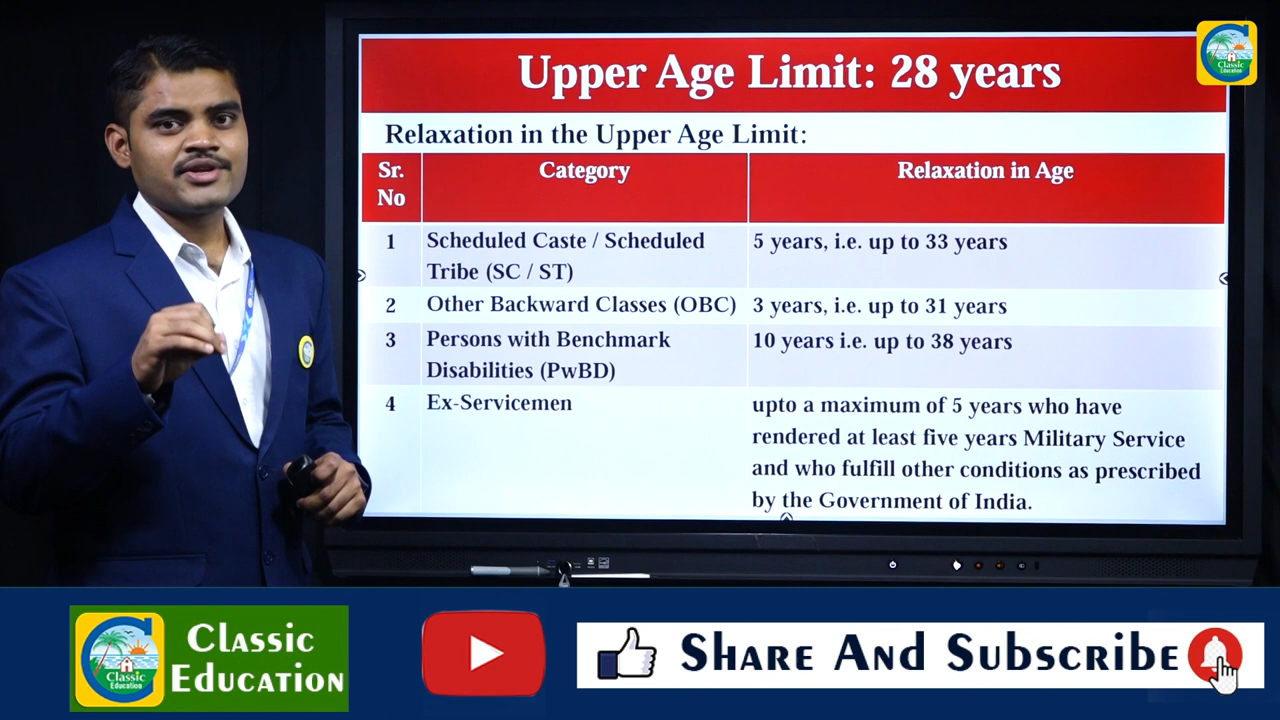 Upper Age Limit: 28 years
Classic
Education
Relaxation in the Upper Age Limit:
Sr.
No
Category
Relaxation in Age
1
Scheduled Caste / Scheduled
Tribe (SC / ST)
5 years, i.e. up to 33 years
2
Other Backward Classes (OBC)
3 years, i.e. up to 31 years
3
Persons with Benchmark
Disabilities (PwBD)
10 years i.e. up to 38 years
4
Ex-Servicemen
upto a maximum of 5 years who have
rendered at least five years Military Service
and who fulfill other conditions as prescribed
by the Government of India.
Classic
Education
Classic
Education
Share And Subscribe